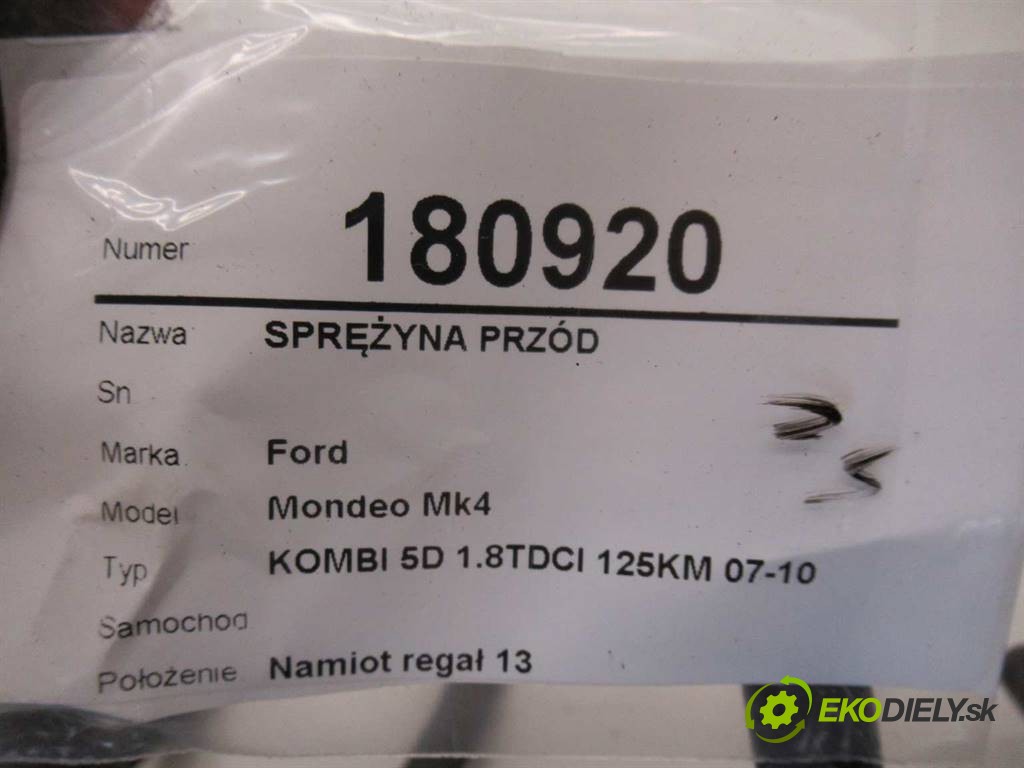 Numer 180920
Nazwa SPRĘŻYNA PRZÓD
Sn
Marka Ford
Model Mondeo Mk4
Typ KOMBI 5D 1.8TDCI 125KM 07-10
Samochod
Położenie Namiot regał 13
EKODIELY.sk